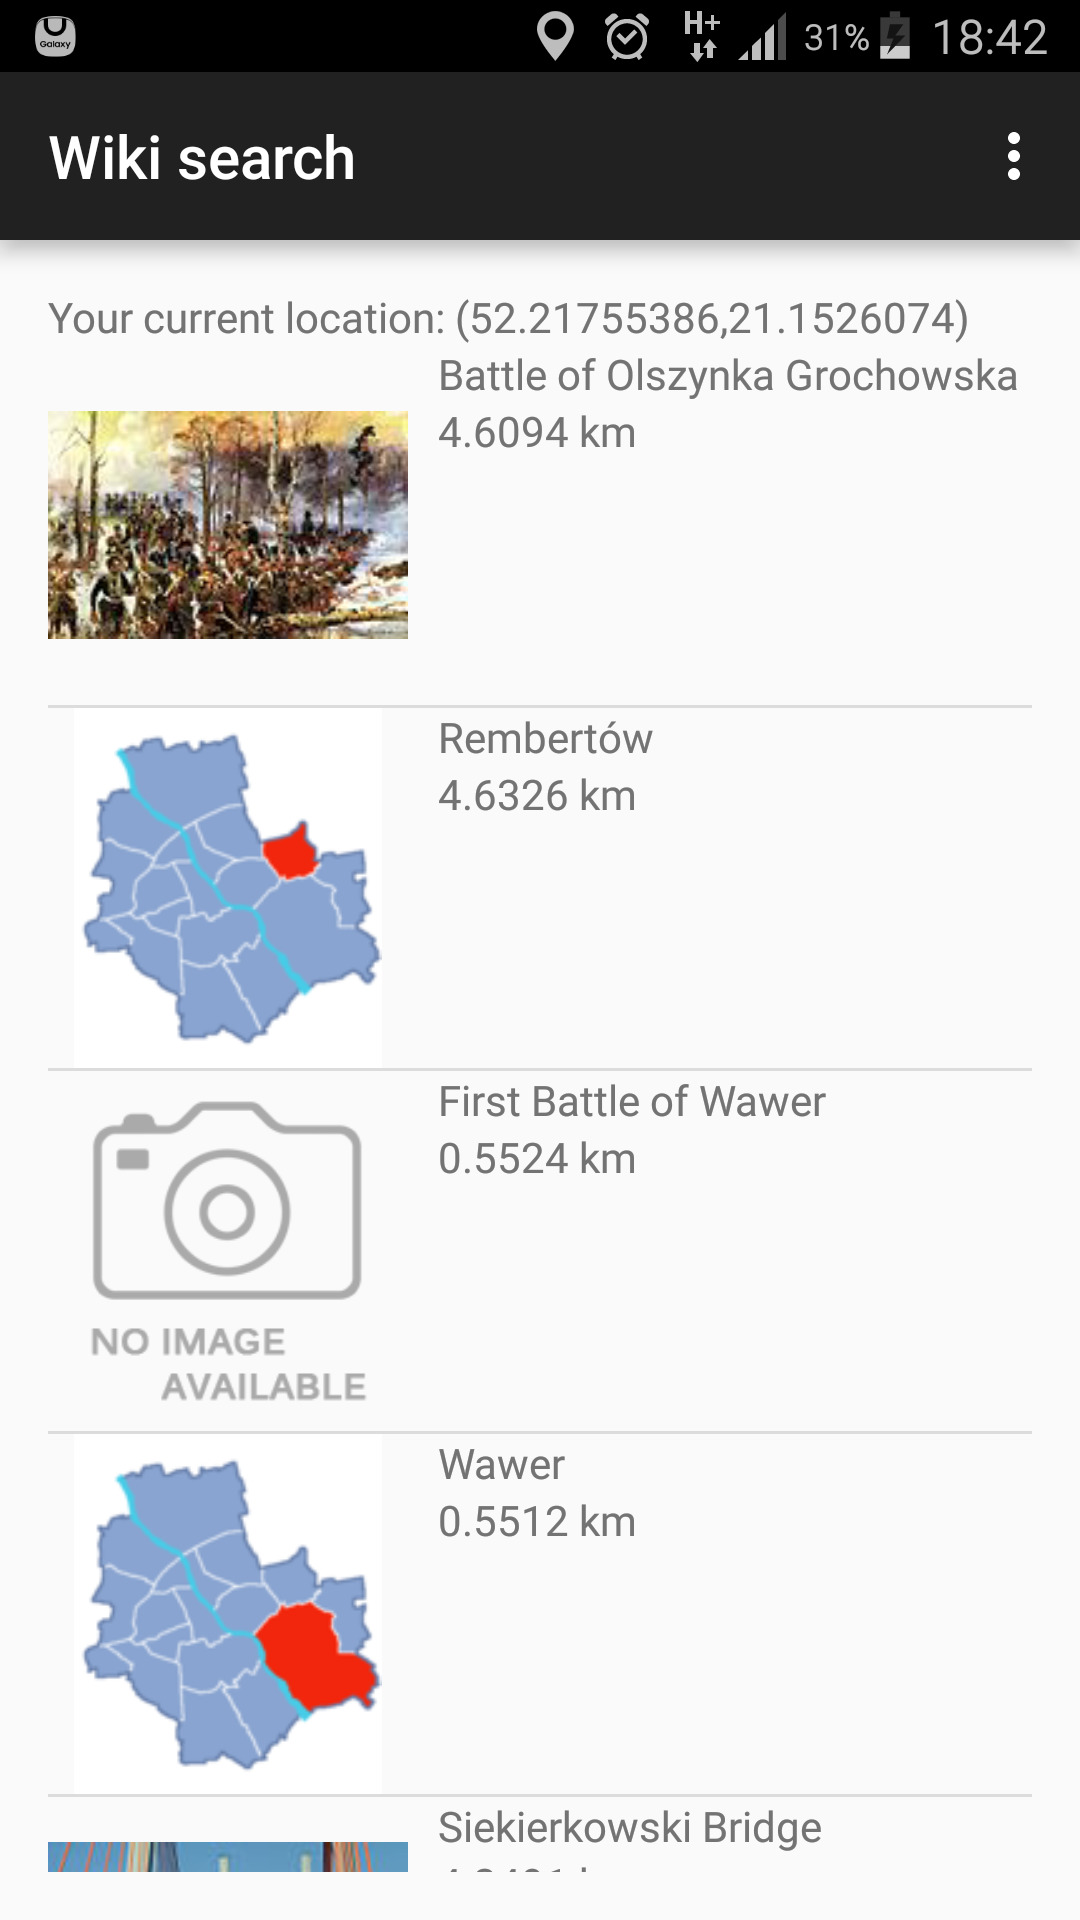 Galaxy
H+
31%
18:42
Wiki search
Your current location: (52.21755386,21.1526074)
Battle of Olszynka Grochowska
4.6094 km
Rembertów
4.6326 km
First Battle of Wawer
0.5524 km
NO IMAGE
AVAILABLE
Wawer
0.5512 km
Siekierkowski Bridge